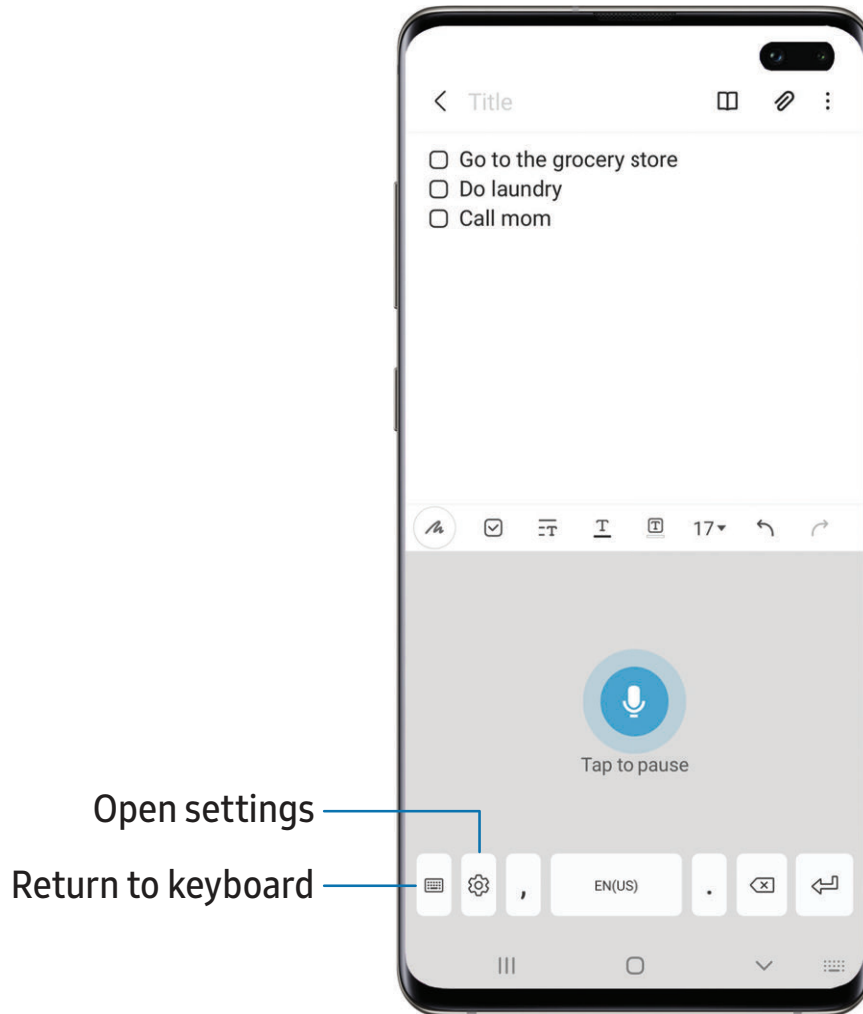 Title
Go to the grocery store
Do laundry
Call mom
17
Tap to pause
Open settings
Return to keyboard
, EN(US) .